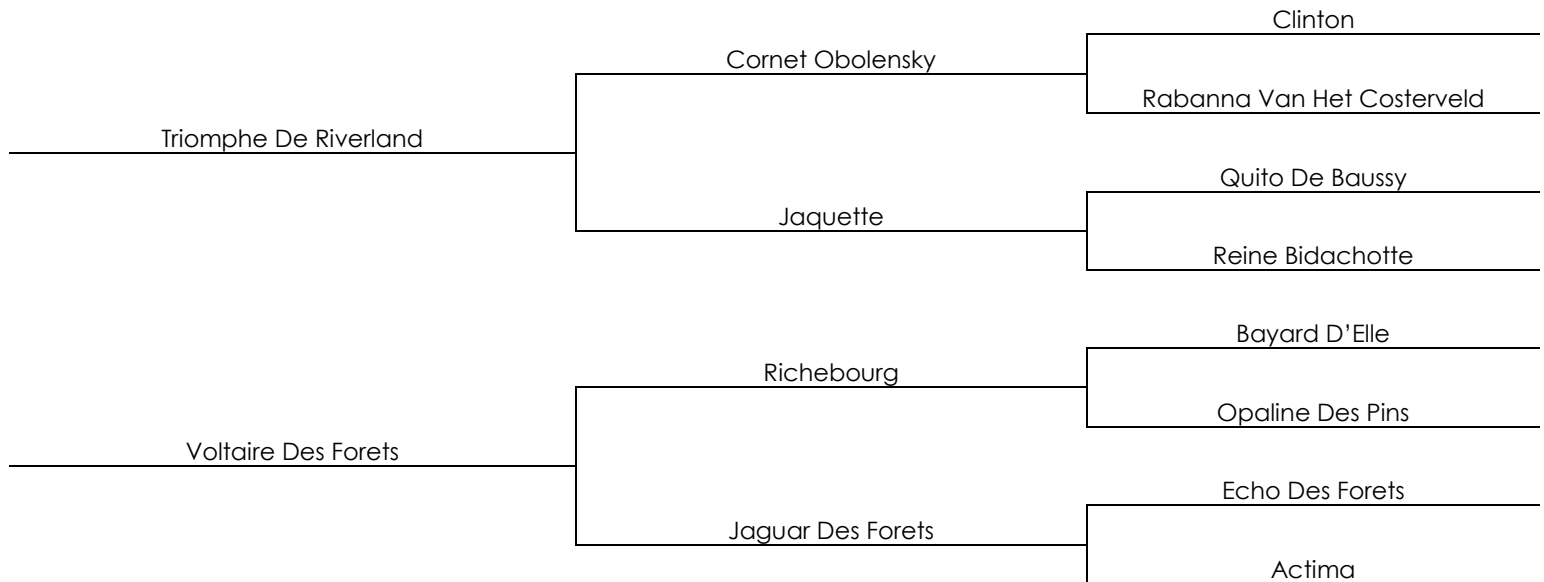 Clinton
Cornet Obolensky
Rabanna Van Het Costerveld
Triomphe De Riverland
Quito De Baussy
Jaquette
Reine Bidachotte
Bayard D’Elle
Richebourg
Opaline Des Pins
Voltaire Des Forets
Echo Des Forets
Jaguar Des Forets
Actima